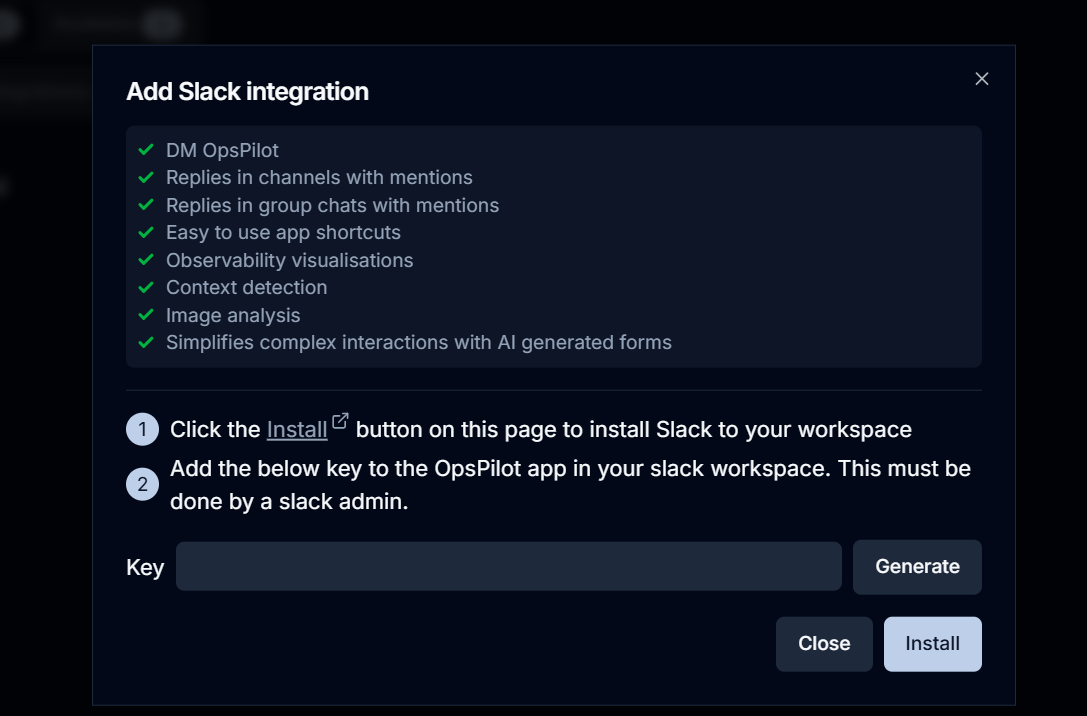 Add Slack integration
DM OpsPilot
Replies in channels with mentions
Replies in group chats with mentions
Easy to use app shortcuts
Observability visualisations
Context detection
Image analysis
Simplifies complex interactions with AI generated forms
1 Click the Install button on this page to install Slack to your workspace
2 Add the below key to the OpsPilot app in your slack workspace. This must be
done by a slack admin.
Key Generate
Close Install